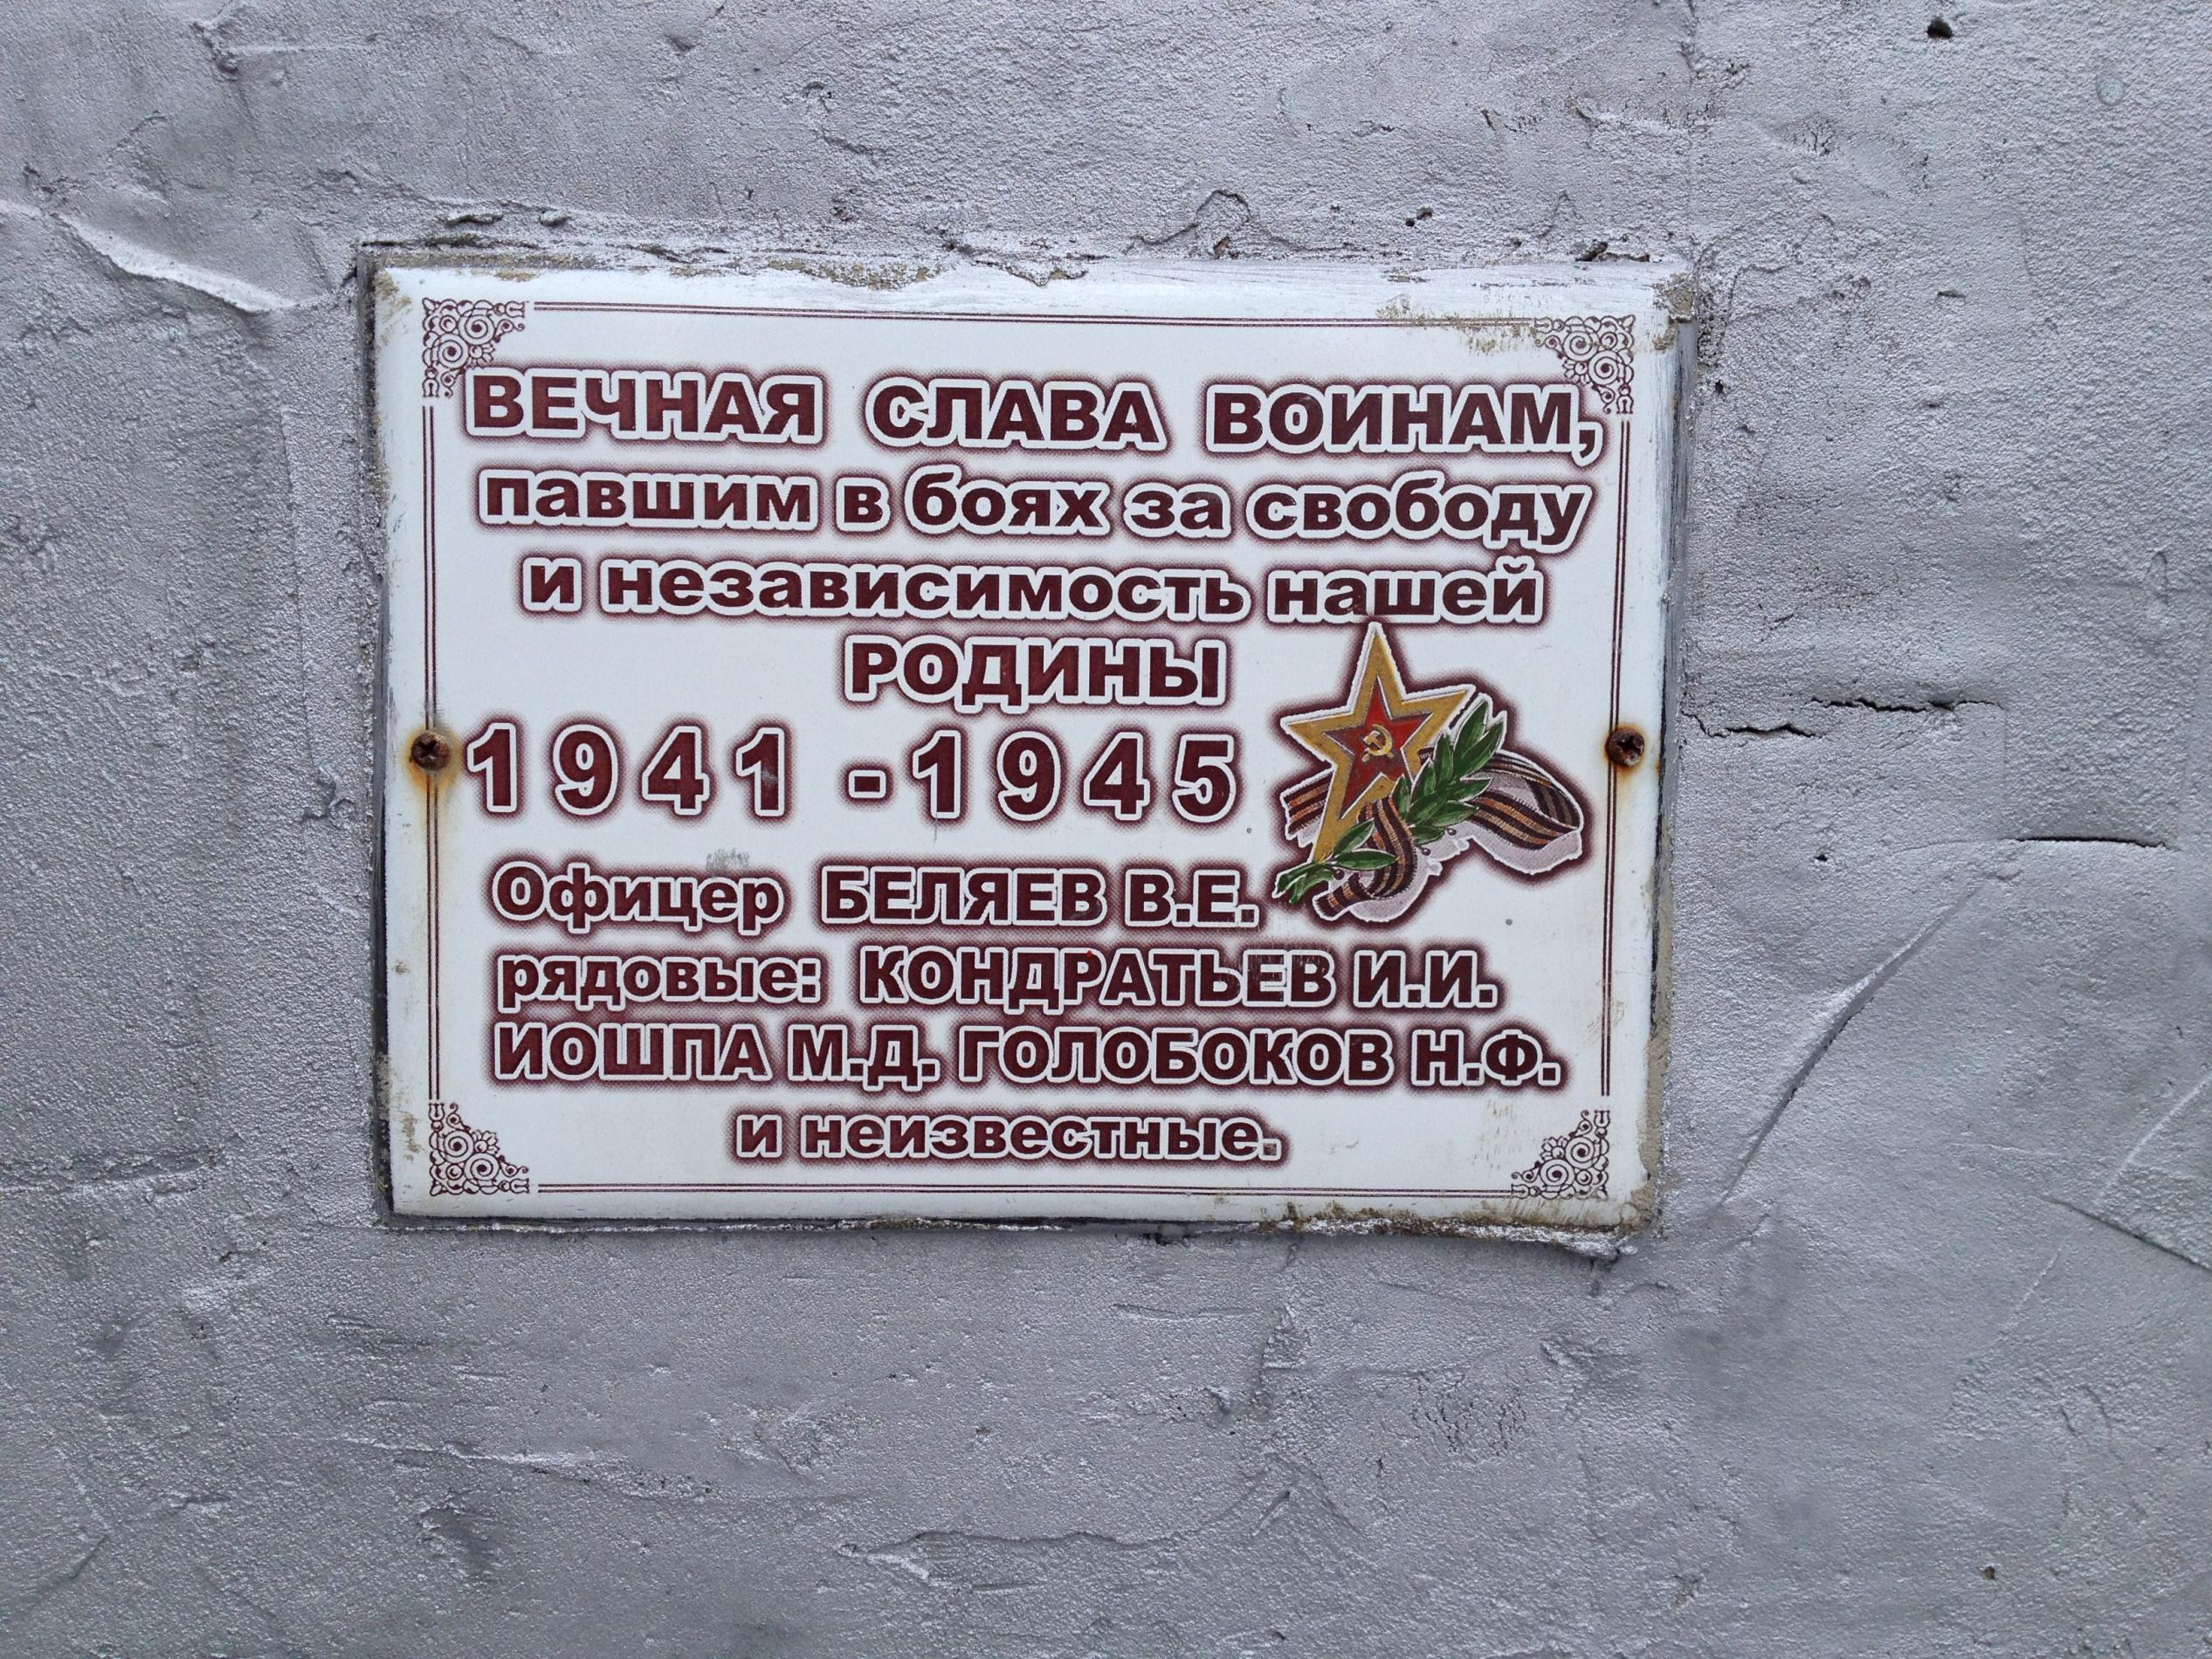 ВЕЧНАЯ СЛАВА ВОИНАМ,
павшим в боях за свободу
и независимость нашей
РОДИНЫ
1941 - 1945
Офицер БЕЛЯЕВ В.Е.
рядовые: КОНДРАТЬЕВ И.И.
ИОШПА М.Д. ГОЛОБОКОВ Н.Ф.
и неизвестные.